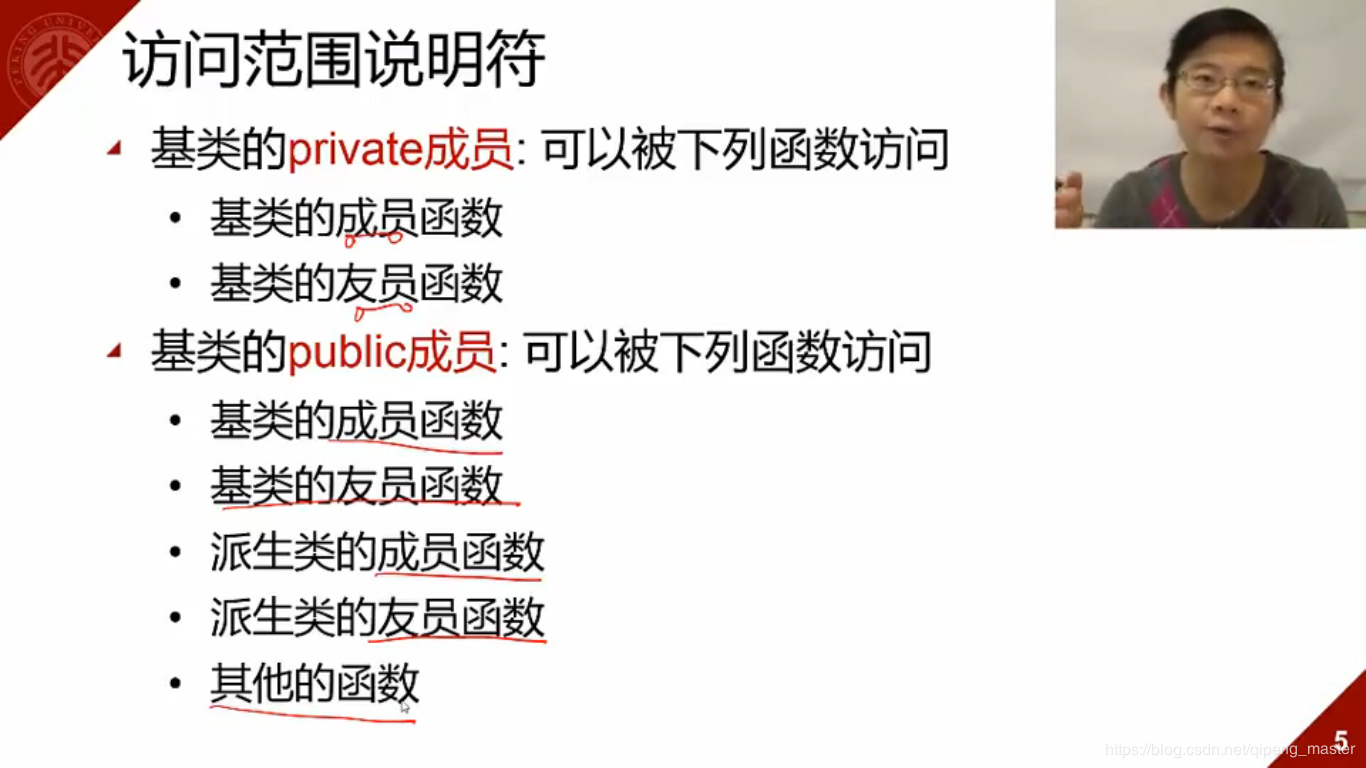 访问范围说明符
基类的private成员: 可以被下列函数访问
• 基类的成员函数
• 基类的友员函数
基类的public成员: 可以被下列函数访问
• 基类的成员函数
• 基类的友员函数
• 派生类的成员函数
• 派生类的友员函数
• 其他的函数
5
https://blog.csdn.net/qipang_master